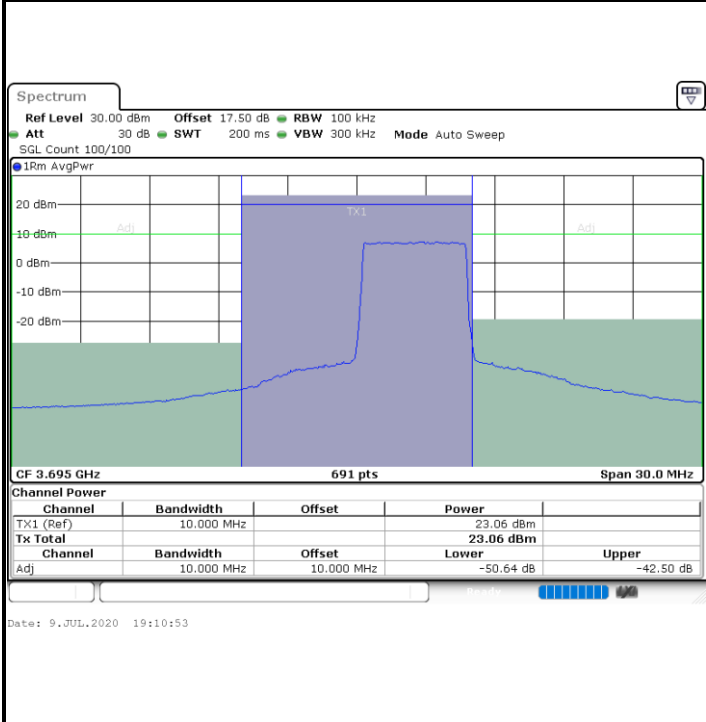 Spectrum
Ref Level 30.00 dBm Offset 17.50 dB RBW 100 kHz
Att 30 dB SWT 200 ms VBW 300 kHz Mode Auto Sweep
SGL Count 100/100
1Rm AvgPwr
20 dBm
TX1
10 dBm
Adj
Adj
0 dBm
-10 dBm
-20 dBm
CF 3.695 GHz 691 pts Span 30.0 MHz
Channel Power
Channel Bandwidth Offset Power
TX1 (Ref) 10.000 MHz 23.06 dBm
Tx Total 23.06 dBm
Channel Bandwidth Offset Lower Upper
Adj 10.000 MHz 10.000 MHz -50.64 dB -42.50 dB
Ready
Date: 9.JUL.2020 19:10:53